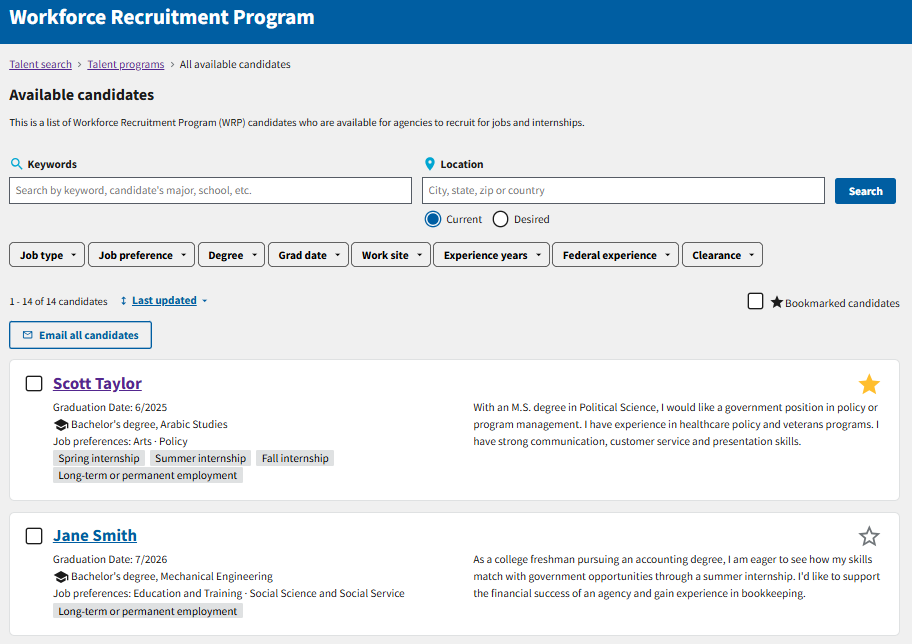 Workforce Recruitment Program
Talent search > Talent programs > All available candidates
Available candidates
This is a list of Workforce Recruitment Program (WRP) candidates who are available for agencies to recruit for jobs and internships.
Keywords Location
Search by keyword, candidate's major, school, etc. City, state, zip or country Search
Current Desired
Job type Job preference Degree Grad date Work site Experience years Federal experience Clearance
1 - 14 of 14 candidates Last updated Bookmarked candidates
Email all candidates
Scott Taylor
Graduation Date: 6/2025
Bachelor's degree, Arabic Studies
Job preferences: Arts · Policy
Spring internship Summer internship Fall internship
Long-term or permanent employment
With an M.S. degree in Political Science, I would like a government position in policy or
program management. I have experience in healthcare policy and veterans programs. I
have strong communication, customer service and presentation skills.
Jane Smith
Graduation Date: 7/2026
Bachelor's degree, Mechanical Engineering
Job preferences: Education and Training · Social Science and Social Service
Long-term or permanent employment
As a college freshman pursuing an accounting degree, I am eager to see how my skills
match with government opportunities through a summer internship. I'd like to support
the financial success of an agency and gain experience in bookkeeping.